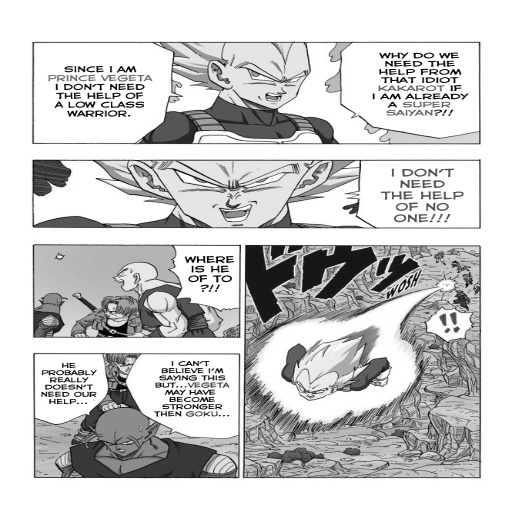 WHY DO WE
NEED THE
HELP FROM
THAT IDIOT
KAKAROT IF
I AM ALREADY
A SUPER
SAIYAN?!!
SINCE I AM
PRINCE VEGETA
I DON'T NEED
THE HELP OF
A LOW CLASS
WARRIOR.
I DON'T
NEED
THE HELP
OF NO
ONE!!!
WHERE
IS HE
OF TO
?!!
WOSH
!!
I CAN'T
BELIEVE I'M
SAYING THIS
BUT...VEGETA
MAY HAVE
BECOME
STRONGER
THEN GOKU...
HE
PROBABLY
REALLY
DOESN'T
NEED OUR
HELP...